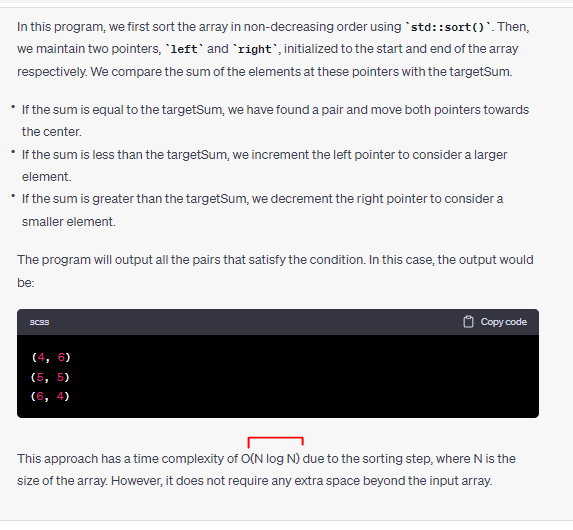 In this program, we first sort the array in non-decreasing order using `std::sort()`. Then,
we maintain two pointers, `left` and `right`, initialized to the start and end of the array
respectively. We compare the sum of the elements at these pointers with the targetSum.
• If the sum is equal to the targetSum, we have found a pair and move both pointers towards
the center.
• If the sum is less than the targetSum, we increment the left pointer to consider a larger
element.
• If the sum is greater than the targetSum, we decrement the right pointer to consider a
smaller element.
The program will output all the pairs that satisfy the condition. In this case, the output would
be:
scss Copy code
(4, 6)
(5, 5)
(6, 4)
This approach has a time complexity of O(N log N) due to the sorting step, where N is the
size of the array. However, it does not require any extra space beyond the input array.